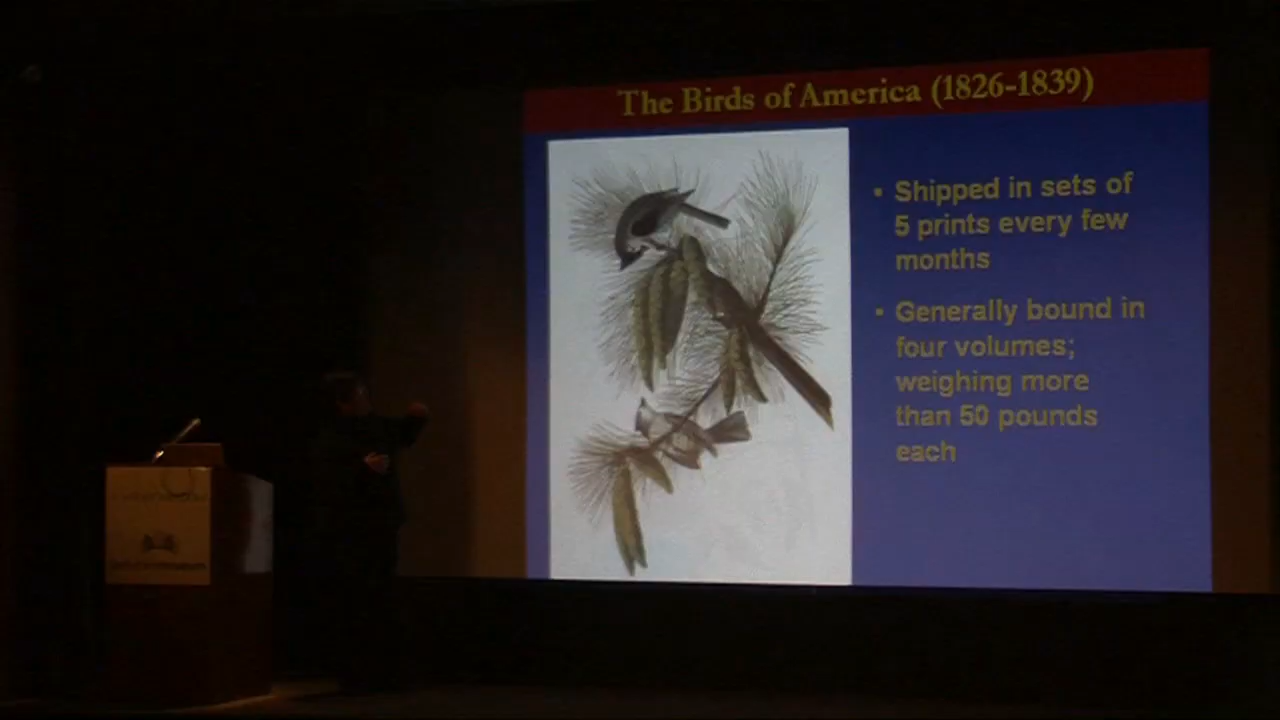 The Birds of America (1826-1839)
▪ Shipped in sets of
5 prints every few
months
▪ Generally bound in
four volumes;
weighing more
than 50 pounds
each